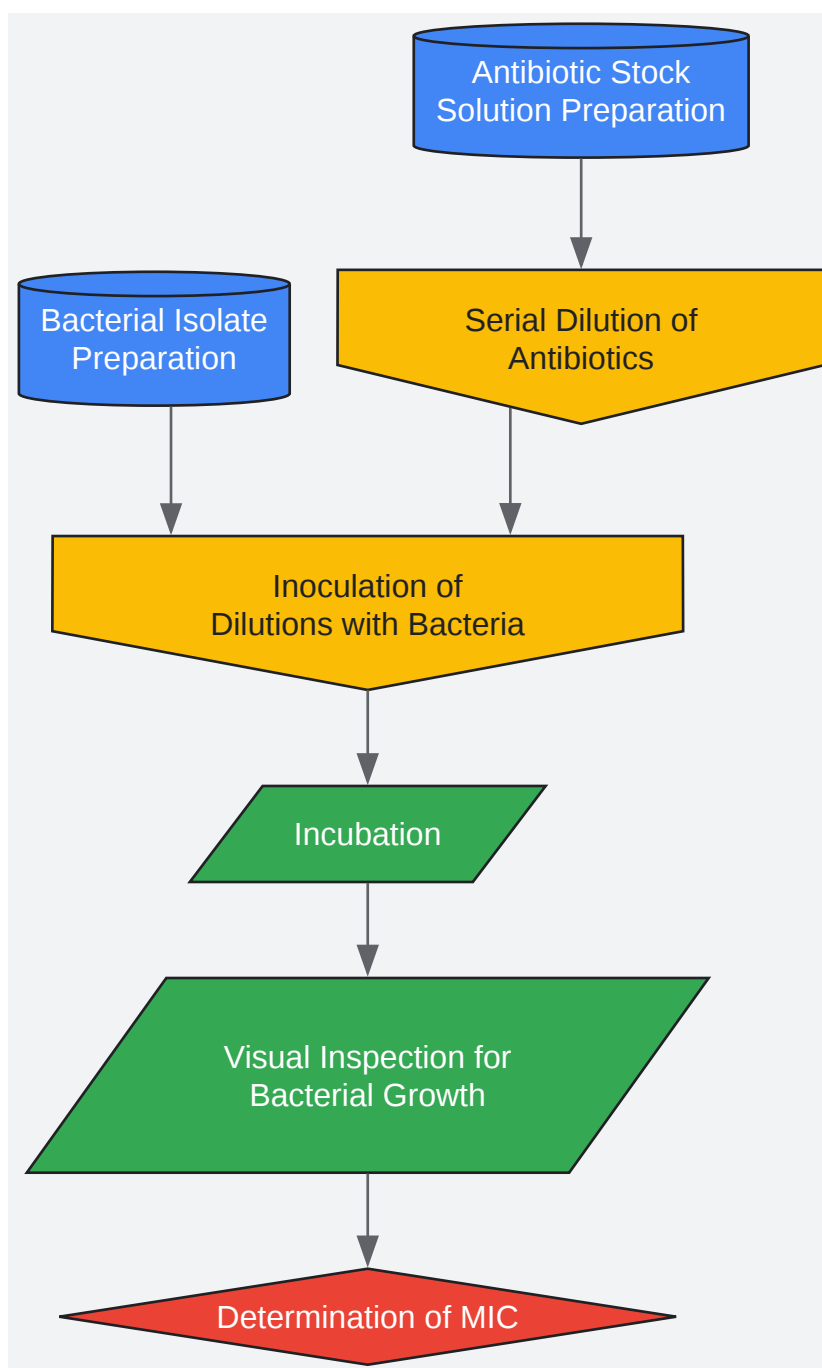 Antibiotic Stock
Solution Preparation
Bacterial Isolate
Preparation
Serial Dilution of
Antibiotics
Inoculation of
Dilutions with Bacteria
Incubation
Visual Inspection for
Bacterial Growth
Determination of MIC